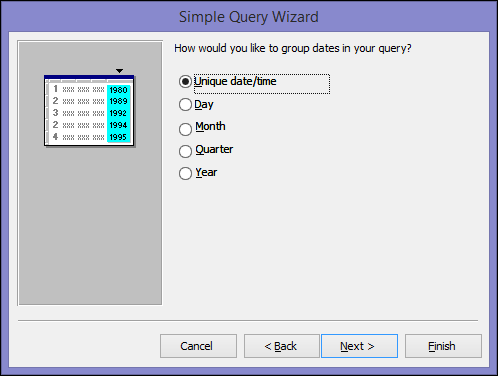 Simple Query Wizard
How would you like to group dates in your query?
1 xxx xxx xxx 1980
2 xxx xxx xxx 1989
3 xxx xxx xxx 1992
2 xxx xxx xxx 1994
4 xxx xxx xxx 1995
Unique date/time
Day
Month
Quarter
Year
Cancel
< Back
Next >
Finish